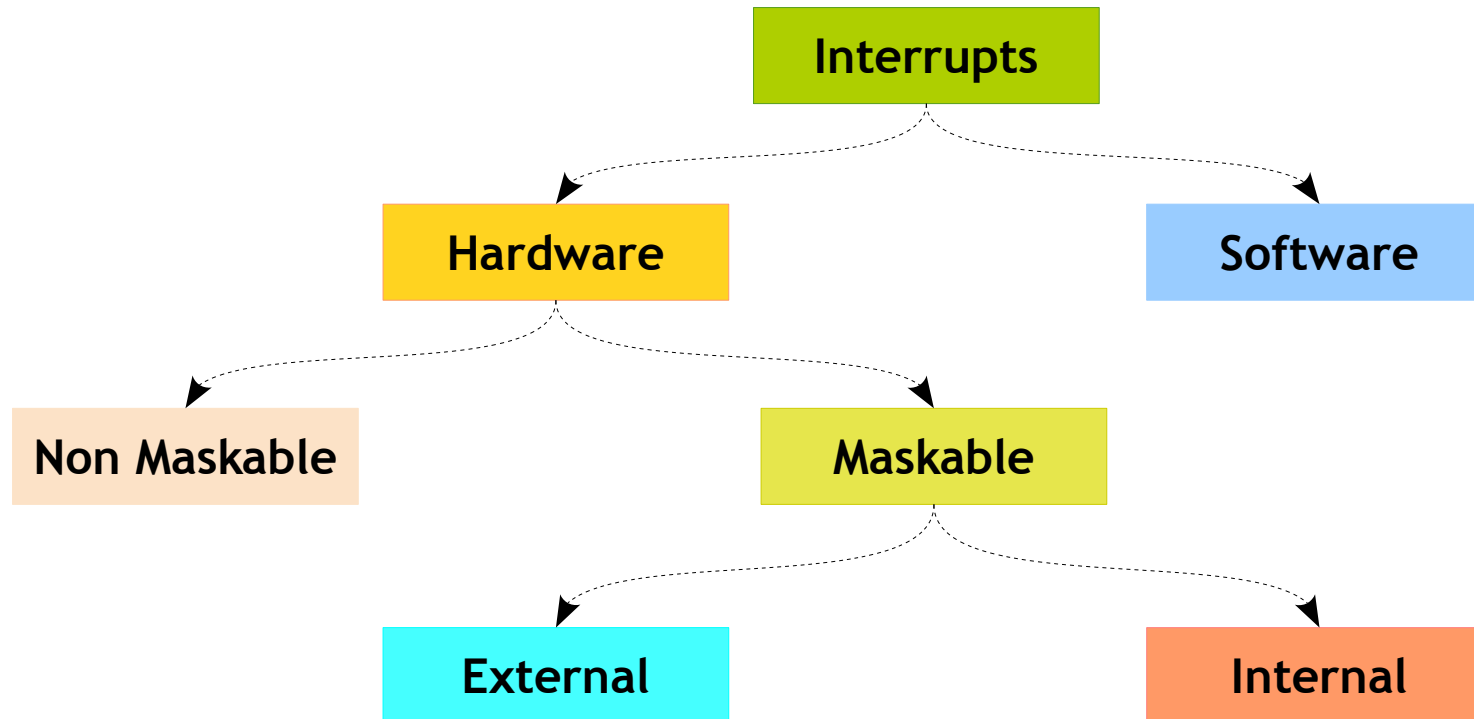 Interrupts
Hardware
Software
Non Maskable
Maskable
External
Internal